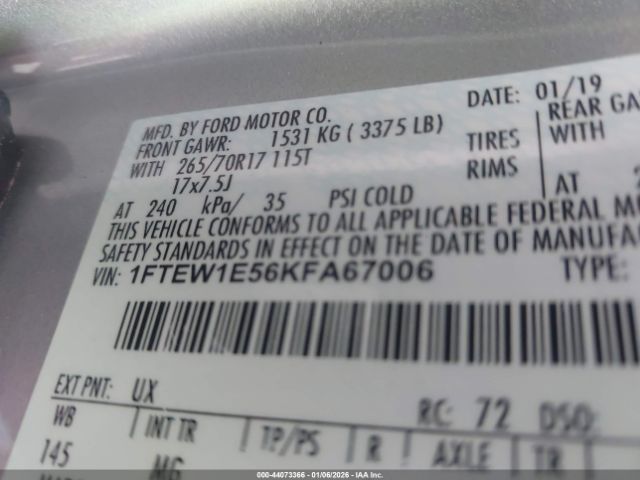 MFD. BY FORD MOTOR CO.
DATE: 01/19
FRONT GAWR: 1531 KG ( 3375 LB)
REAR GA
WITH 265/70R17 115T
TIRES WITH
17x7.5J
RIMS
AT 240 kPa/ 35 PSI COLD
AT
THIS VEHICLE CONFORMS TO ALL APPLICABLE FEDERAL M
SAFETY STANDARDS IN EFFECT ON THE DATE OF MANUFA
VIN: 1FTEW1E56KFA67006
TYPE:
EXT PNT: UX
RC: 72 DSO:
WB INT TR TP/PS R AXLE TR
145 MG
000-44073366 - 01/06/2026 - IAAI.COM